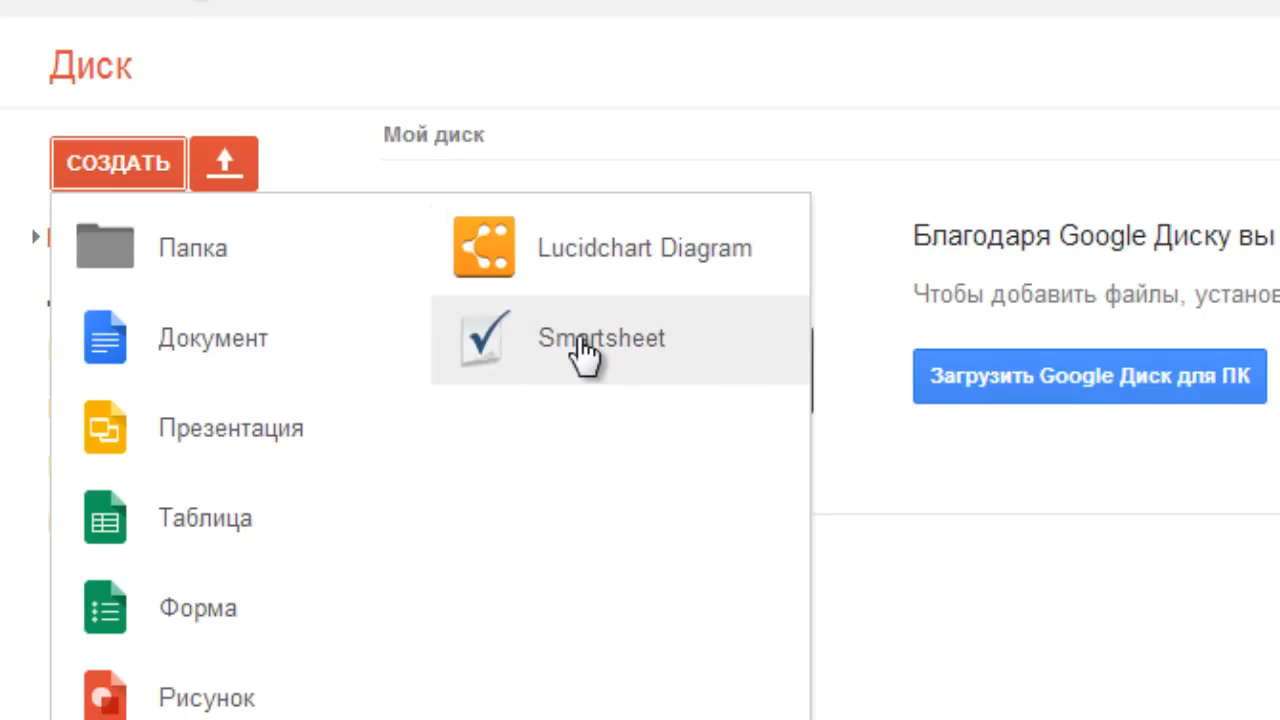 Диск
СОЗДАТЬ
Мой диск
Папка
Документ
Презентация
Таблица
Форма
Рисунок
Lucidchart Diagram
Smartsheet
Благодаря Google Диску вы
Чтобы добавить файлы,
Загрузить Google Диск для ПК